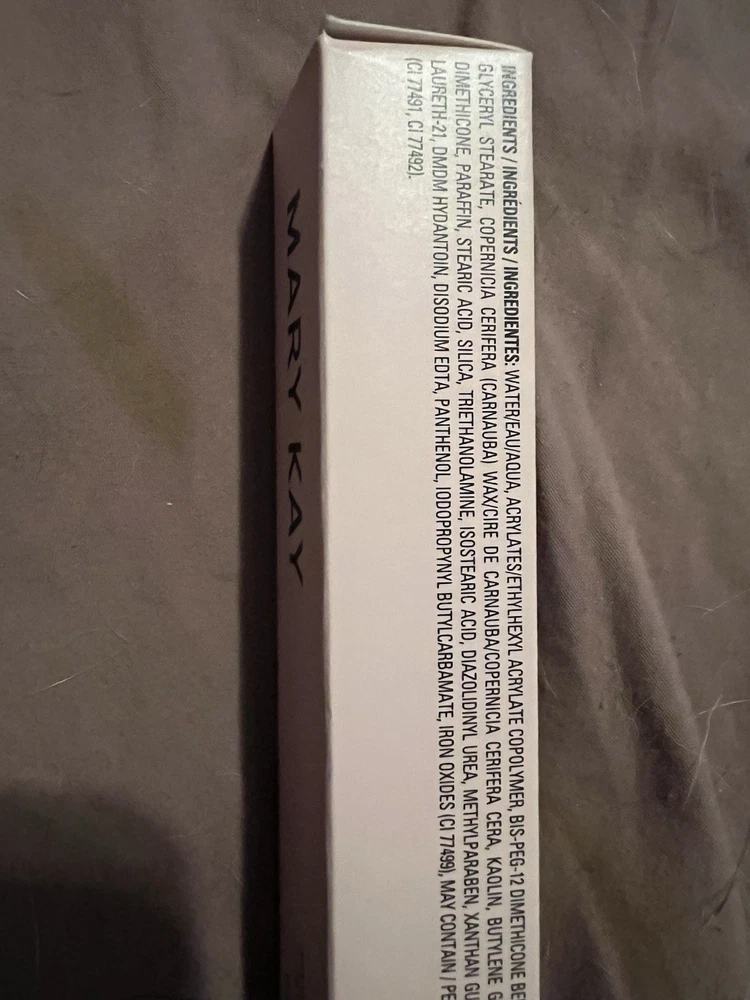 INGREDIENTS / INGRÉDIENTS / INGREDIENTES: WATER/EAU/AQUA, ACRYLATES/ETHYLHEXYL ACRYLATE COPOLYMER, BIS-PEG-12 DIMETHICONE
GLYCERYL STEARATE, COPERNICIA CERIFERA (CARNAUBA) WAX/CIRE DE CARNAUBA/COPERNICIA CERIFERA CERA, KAOLIN, BUTYLENE
DIMETHICONE, PARAFFIN, STEARIC ACID, SILICA, TRIETHANOLAMINE, ISOSTEARIC ACID, DIAZOLIDINYL UREA, METHYLPARABEN, XANTHAN
LAURETH-21, DMDM HYDANTOIN, DISODIUM EDTA, PANTHENOL, IODOPROPYNYL BUTYLCARBAMATE, IRON OXIDES (CI 77499), MAY CONTAIN /
(CI 77491, CI 77492).
MARY KAY